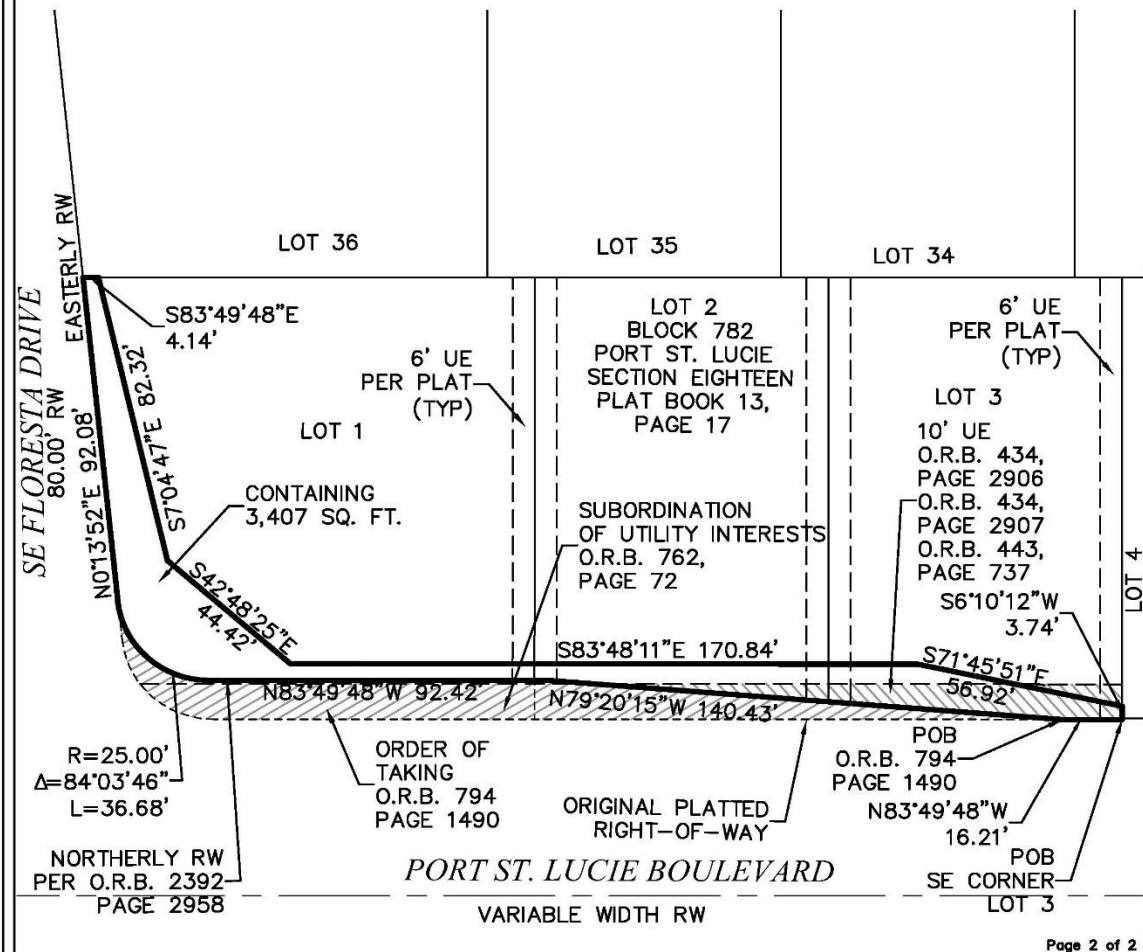 LOT 36
LOT 35
LOT 34
EASTERLY RW
SE FLORESTA DRIVE
80.00' RW
N0°13'52"E 92.08'
S83°49'48"E
4.14'
S7°04'47"E 82.32'
6' UE
PER PLAT
(TYP)
LOT 1
LOT 2
BLOCK 782
PORT ST. LUCIE
SECTION EIGHTEEN
PLAT BOOK 13,
PAGE 17
6' UE
PER PLAT
(TYP)
LOT 3
10' UE
O.R.B. 434,
PAGE 2906
O.R.B. 434,
PAGE 2907
O.R.B. 443,
PAGE 737
LOT 4
CONTAINING
3,407 SQ. FT.
SUBORDINATION
OF UTILITY INTERESTS
O.R.B. 762,
PAGE 72
S6°10'12"W
3.74'
S42°48'25"E
44.42'
S83°48'11"E 170.84'
S71°45'51"E
56.92'
N83°49'48"W 92.42'
N79°20'15"W 140.43'
R=25.00'
Δ=84°03'46"
L=36.68'
ORDER OF
TAKING
O.R.B. 794
PAGE 1490
ORIGINAL PLATTED
RIGHT-OF-WAY
POB
O.R.B. 794
PAGE 1490
N83°49'48"W
16.21'
NORTHERLY RW
PER O.R.B. 2392
PAGE 2958
PORT ST. LUCIE BOULEVARD
POB
SE CORNER
LOT 3
VARIABLE WIDTH RW
Page 2 of 2